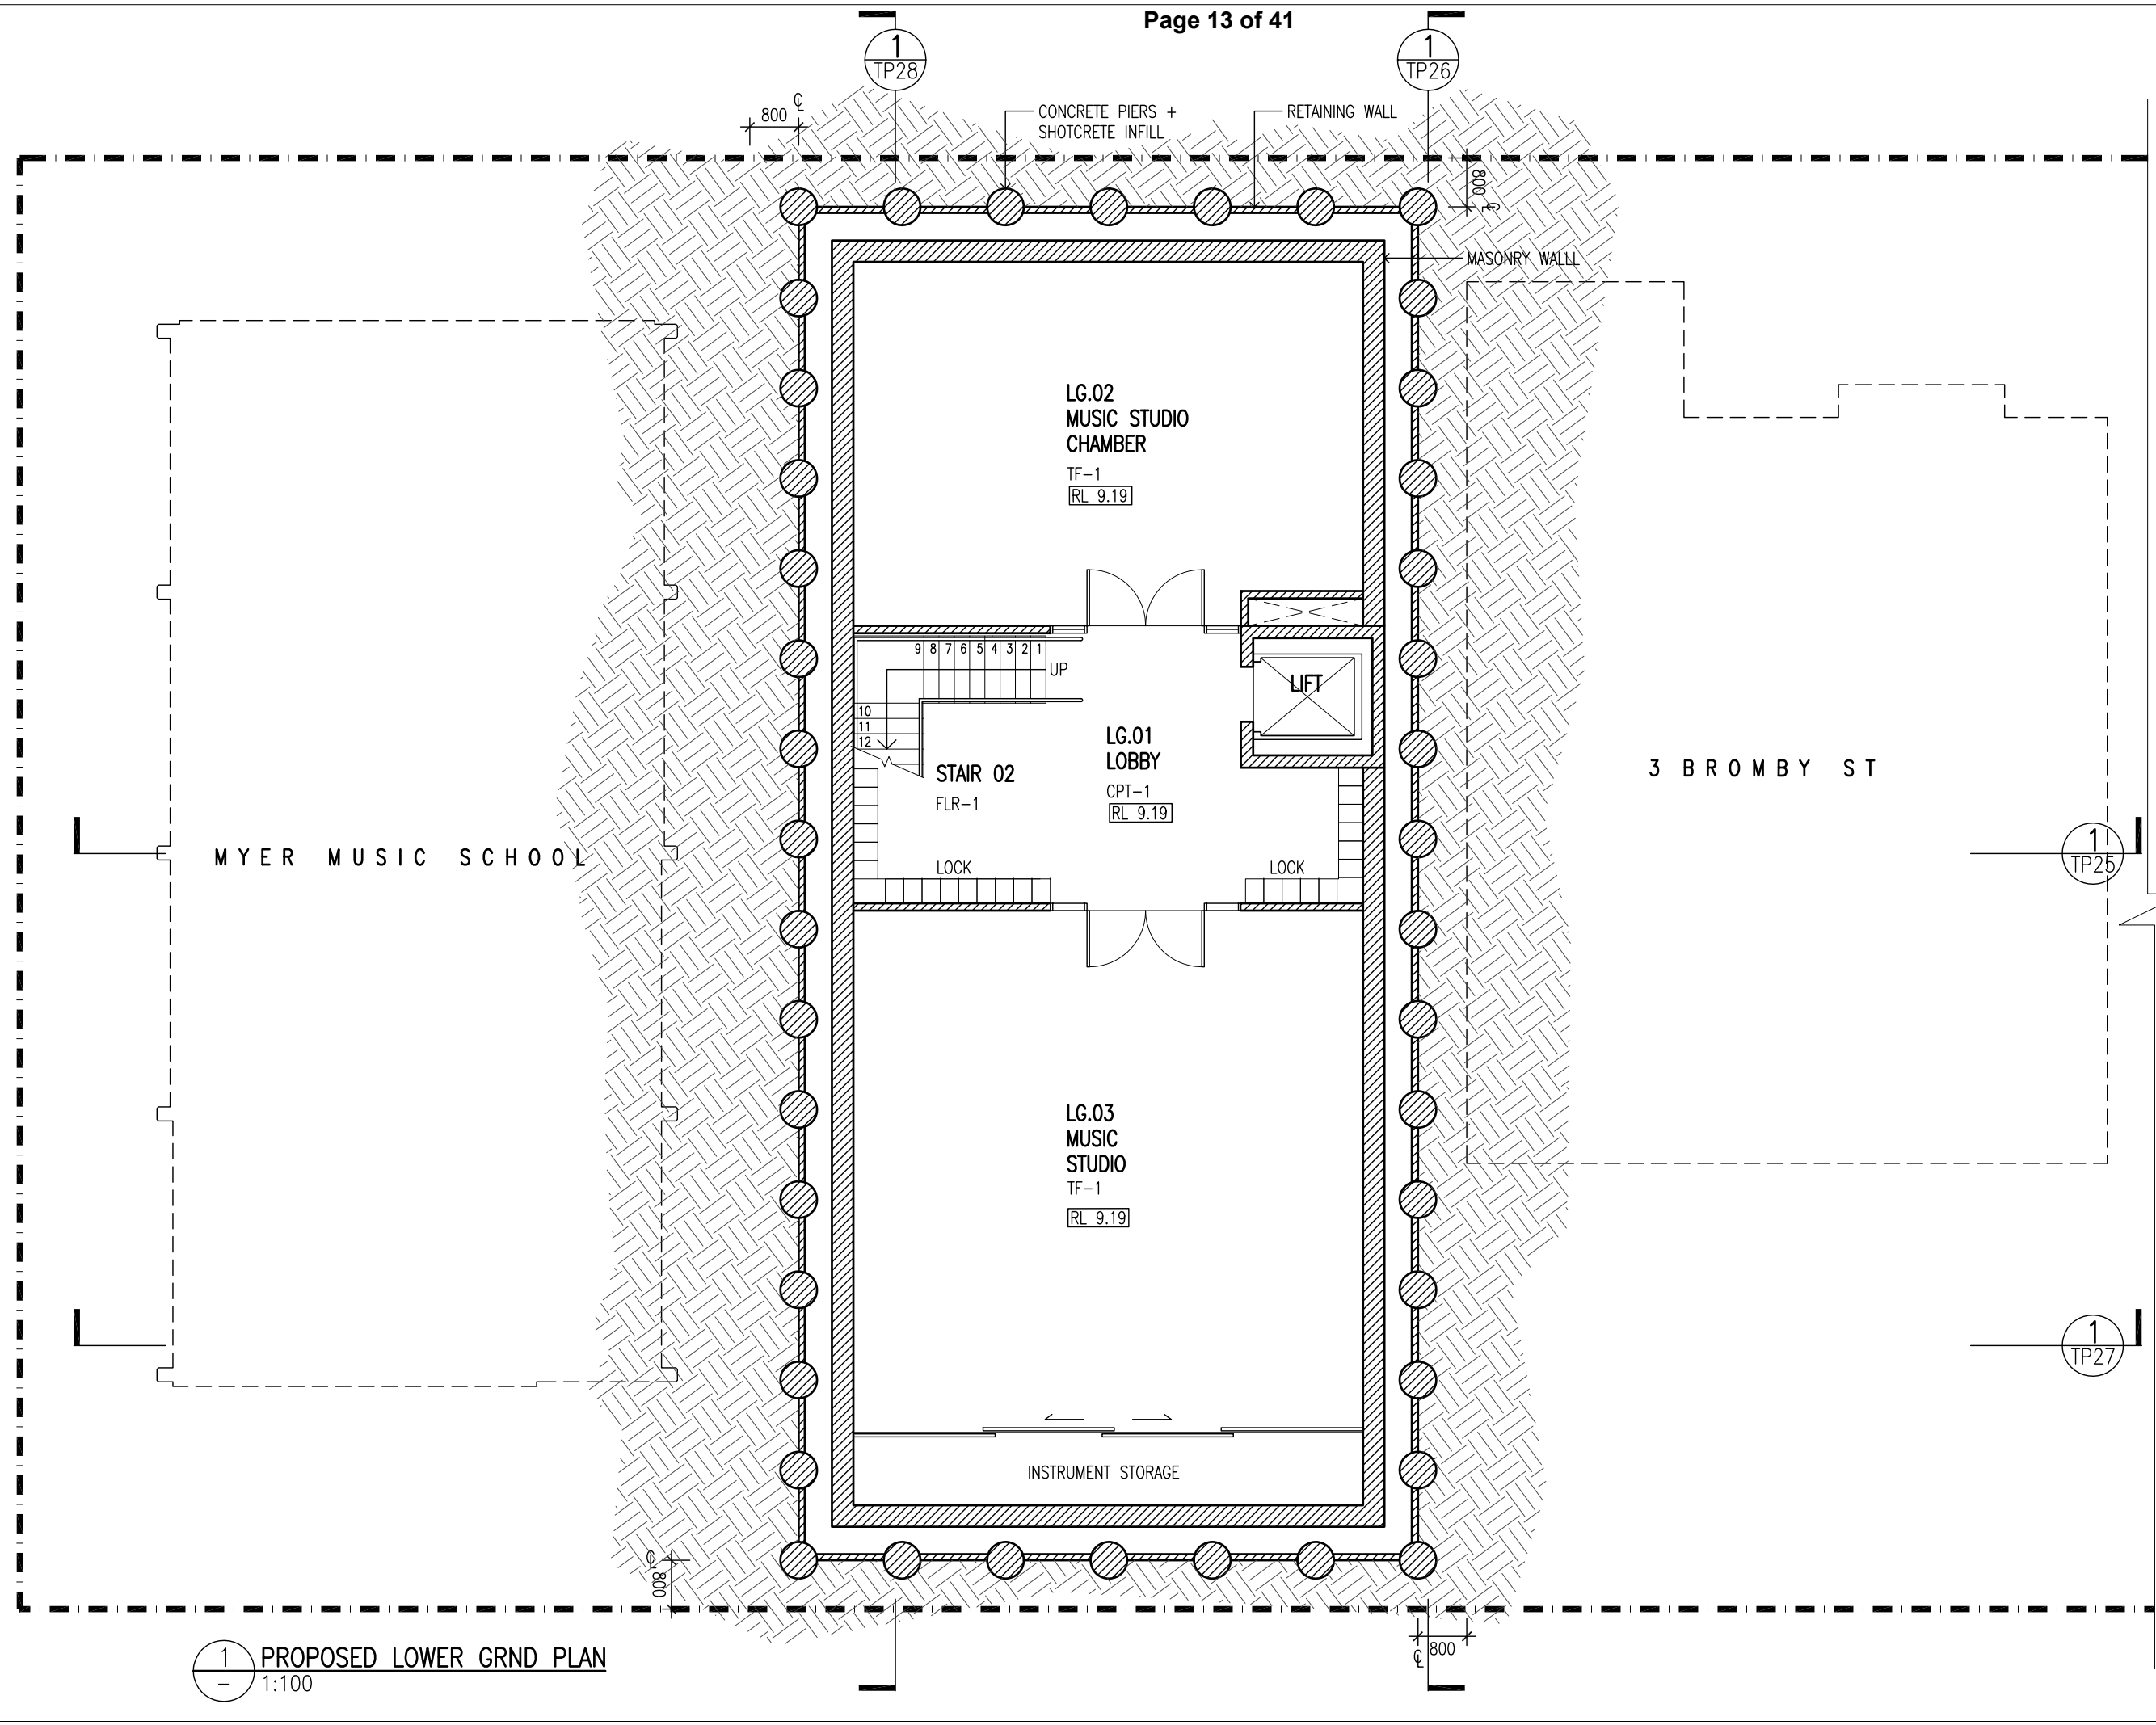 Page 13 of 41
1
TP28
1
TP26
800
℄
CONCRETE PIERS +
SHOTCRETE INFILL
RETAINING WALL
800
℄
MASONRY WALLL
LG.02
MUSIC STUDIO
CHAMBER
TF-1
RL 9.19
9 8 7 6 5 4 3 2 1
UP
10
11
12
LIFT
LG.01
LOBBY
CPT-1
RL 9.19
STAIR 02
FLR-1
3 BROMBY ST
MYER MUSIC SCHOOL
1
TP25
LOCK
LOCK
LG.03
MUSIC
STUDIO
TF-1
RL 9.19
1
TP27
INSTRUMENT STORAGE
℄
800
℄
800
1
-
PROPOSED LOWER GRND PLAN
1:100